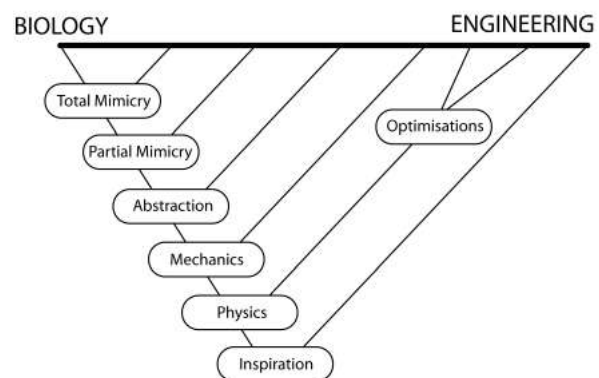 BIOLOGY
ENGINEERING
Total Mimicry
Optimisations
Partial Mimicry
Abstraction
Mechanics
Physics
Inspiration